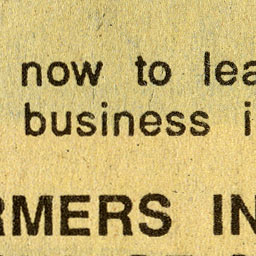 now to lea
business i
RMERS IN